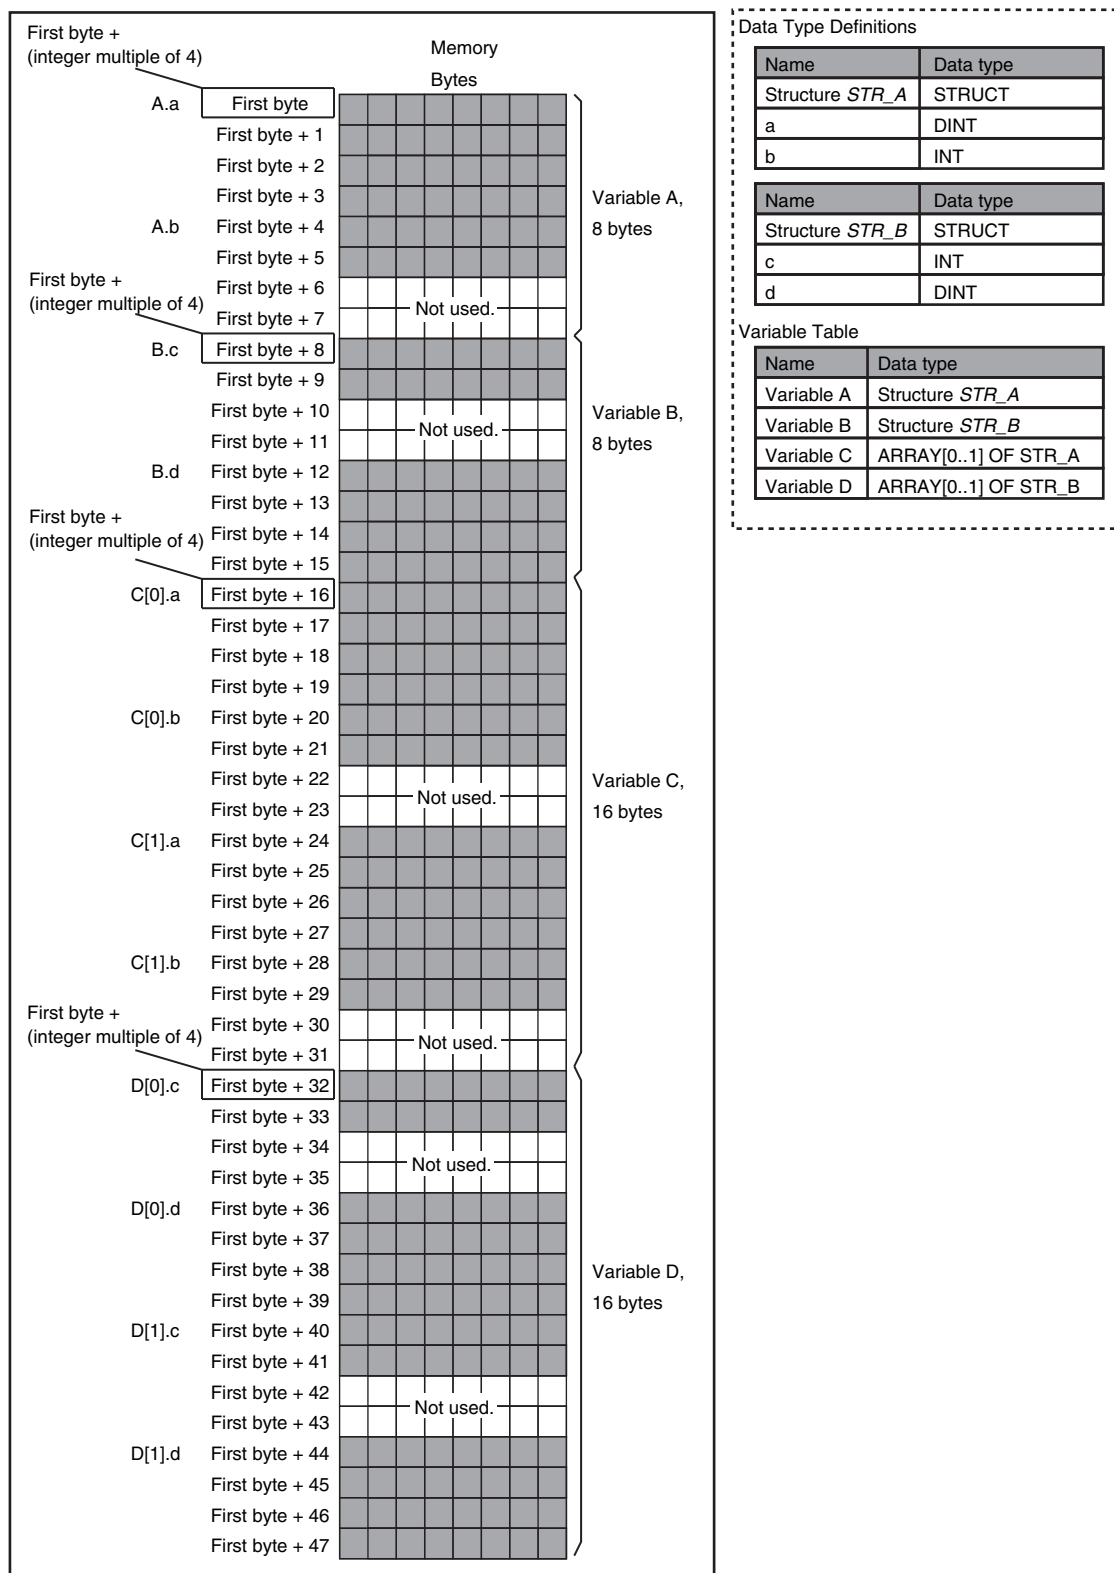 First byte +
(integer multiple of 4)
Memory
Bytes
A.a First byte
First byte + 1
First byte + 2
First byte + 3
Variable A,
8 bytes
A.b First byte + 4
First byte + 5
First byte +
(integer multiple of 4)
First byte + 6
Not used.
First byte + 7
B.c First byte + 8
First byte + 9
First byte + 10
Not used.
First byte + 11
Variable B,
8 bytes
B.d First byte + 12
First byte + 13
First byte +
(integer multiple of 4)
First byte + 14
First byte + 15
C[0].a First byte + 16
First byte + 17
First byte + 18
First byte + 19
C[0].b First byte + 20
First byte + 21
First byte + 22
Not used.
First byte + 23
Variable C,
16 bytes
C[1].a First byte + 24
First byte + 25
First byte + 26
First byte + 27
C[1].b First byte + 28
First byte + 29
First byte +
(integer multiple of 4)
First byte + 30
Not used.
First byte + 31
D[0].c First byte + 32
First byte + 33
First byte + 34
Not used.
First byte + 35
D[0].d First byte + 36
First byte + 37
First byte + 38
First byte + 39
Variable D,
16 bytes
D[1].c First byte + 40
First byte + 41
First byte + 42
Not used.
First byte + 43
D[1].d First byte + 44
First byte + 45
First byte + 46
First byte + 47
Data Type Definitions
Name Data type
Structure STR_A STRUCT
a DINT
b INT
Name Data type
Structure STR_B STRUCT
c INT
d DINT
Variable Table
Name Data type
Variable A Structure STR_A
Variable B Structure STR_B
Variable C ARRAY[0..1] OF STR_A
Variable D ARRAY[0..1] OF STR_B